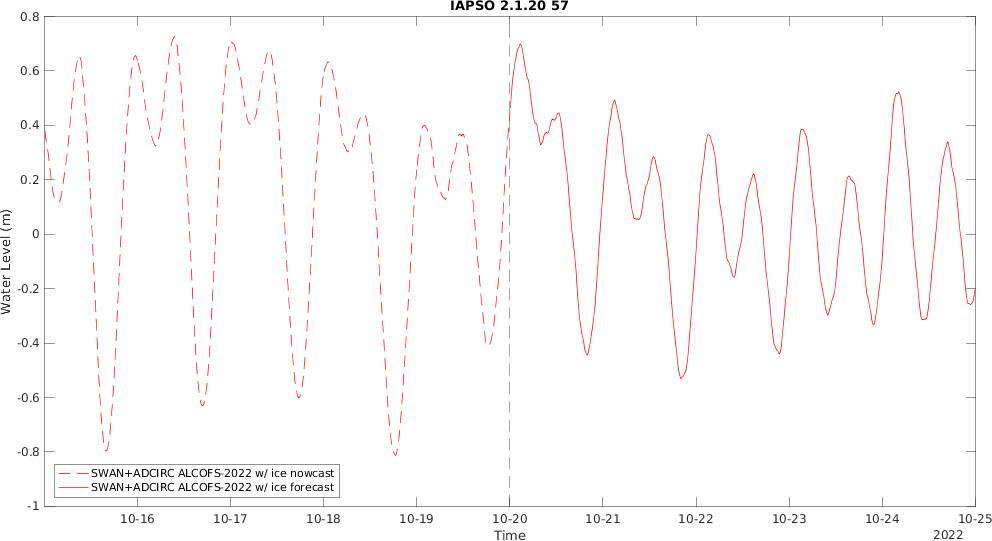 IAPSO 2.1.20 57
0.8
0.6
0.4
0.2
0
-0.2
-0.4
-0.6
-0.8
-1
Water Level (m)
SWAN+ADCIRC ALCOFS-2022 w/ ice nowcast
SWAN+ADCIRC ALCOFS-2022 w/ ice forecast
10-16 10-17 10-18 10-19 10-20 10-21 10-22 10-23 10-24 10-25
Time
2022